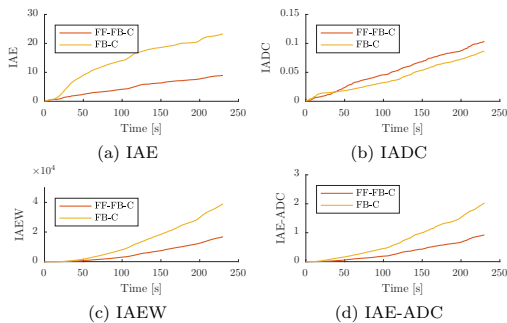 30
20
10
0
IAE
FF-FB-C
FB-C
0 50 100 150 200 250
Time [s]
(a) IAE
0.15
0.1
0.05
0
IADC
FF-FB-C
FB-C
0 50 100 150 200 250
Time [s]
(b) IADC
×10⁴
4
2
0
IAEW
FF-FB-C
FB-C
0 50 100 150 200 250
Time [s]
(c) IAEW
3
2
1
0
IAE-ADC
FF-FB-C
FB-C
0 50 100 150 200 250
Time [s]
(d) IAE-ADC